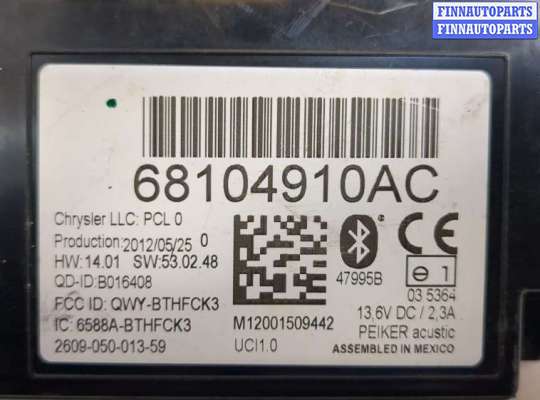 FINNAUTOPARTS
FINNAUTOPARTS
68104910AC
Chrysler LLC: PCL 0
Production: 2012/05/25 0
HW: 14.01 SW: 53.02.48
QD-ID: B016408
FCC ID: QWY-BTHFCK3
IC: 6588A-BTHFCK3
2609-050-013-59
M12001509442
UCI1.0
47995B
CE
e 1
03 5364
13,6V DC / 2,3A
PEIKER acustic
ASSEMBLED IN MEXICO